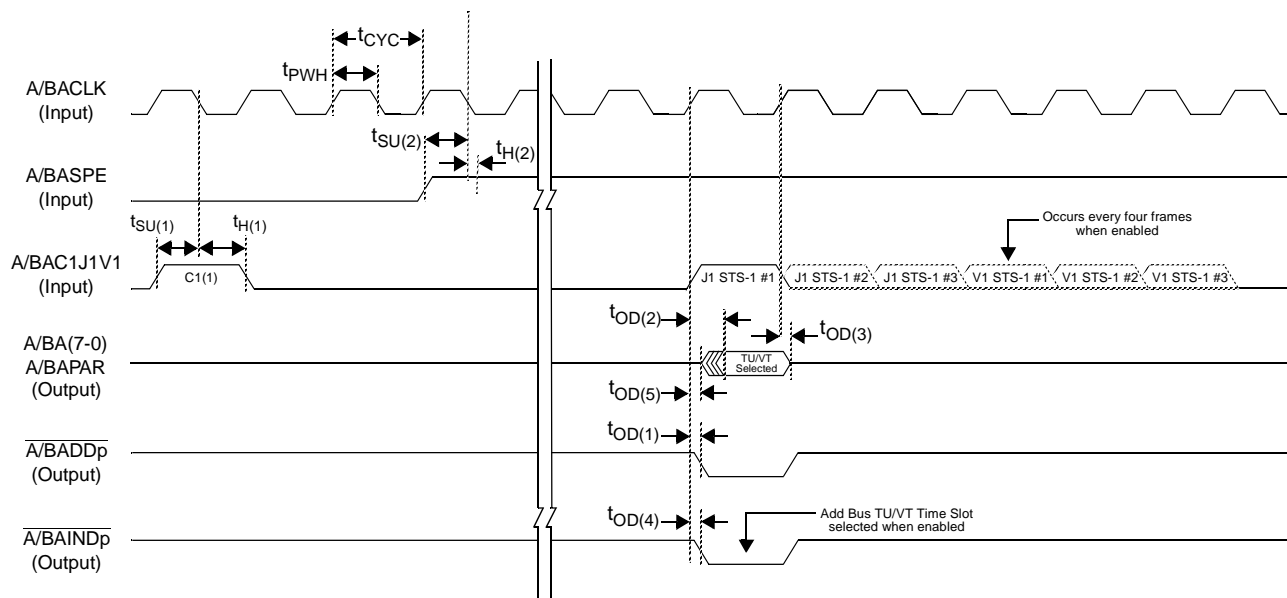 tCYC
tPWH
A/BACLK
(Input)
tSU(2)
tH(2)
A/BASPE
(Input)
tSU(1)
tH(1)
Occurs every four frames
when enabled
A/BAC1J1V1
(Input)
C1(1)
J1 STS-1 #1
J1 STS-1 #2
J1 STS-1 #3
V1 STS-1 #1
V1 STS-1 #2
V1 STS-1 #3
tOD(2)
tOD(3)
A/BA(7-0)
A/BAPAR
(Output)
TU/VT
Selected
tOD(5)
tOD(1)
A/BADDp
(Output)
tOD(4)
Add Bus TU/VT Time Slot
selected when enabled
A/BAINDp
(Output)